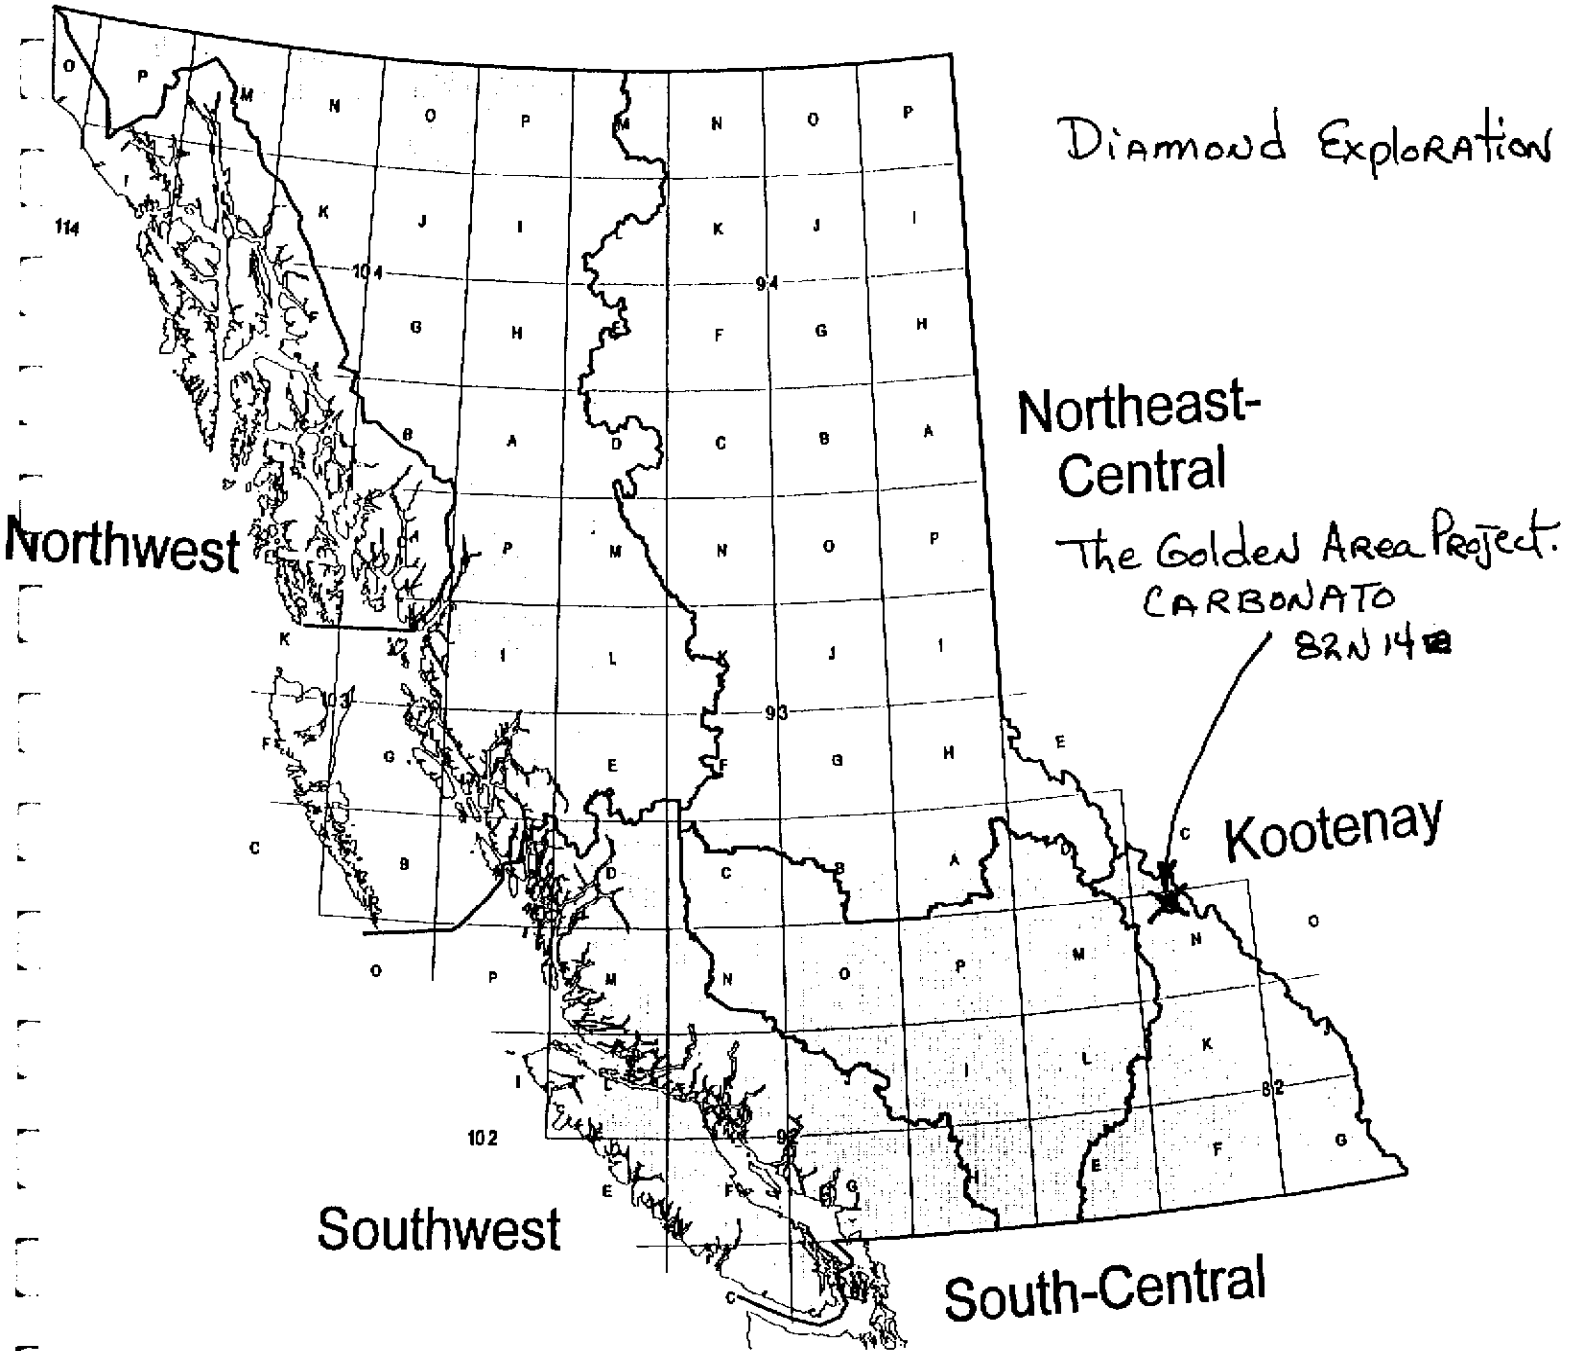 O P M N O P M N O P
Diamond Exploration
114
I K J I L K J I
104 94
G H E F G H
B A D C B A
Northeast-
Central
Northwest
P M N O P
The Golden Area Project.
CARBONATO
82N 14
K I L K J I
103 93
F G E F G H E
C B D C B A C
Kootenay
O P M N O P M N O
I L J I L K
82
102 92
E F G H E F G
Southwest
C
South-Central